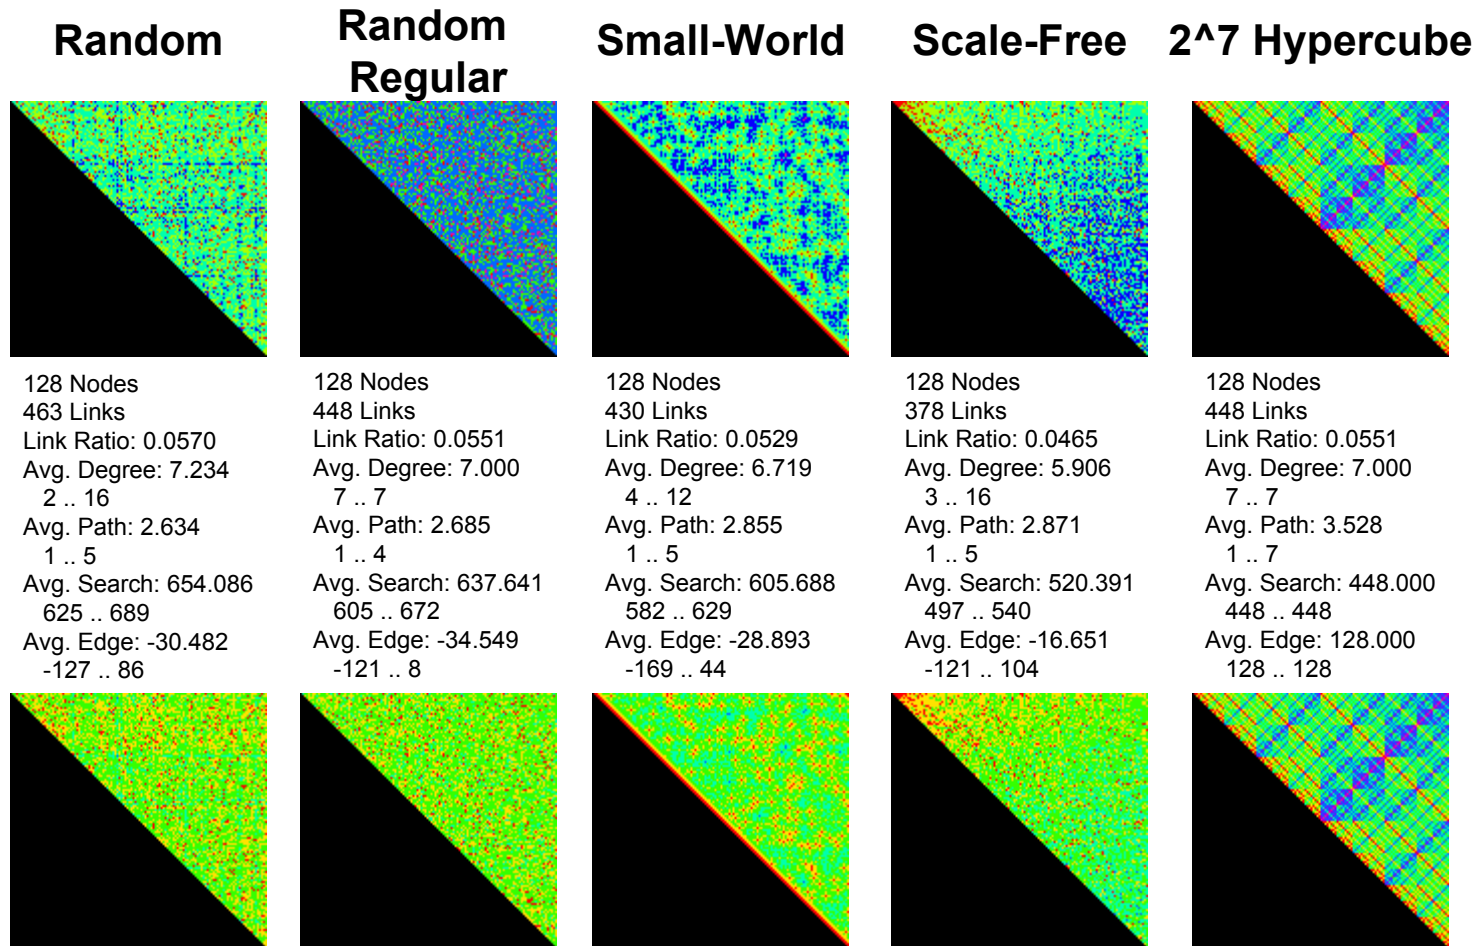 Random
Random
Regular
Small-World
Scale-Free
2^7 Hypercube
128 Nodes
463 Links
Link Ratio: 0.0570
Avg. Degree: 7.234
2 .. 16
Avg. Path: 2.634
1 .. 5
Avg. Search: 654.086
625 .. 689
Avg. Edge: -30.482
-127 .. 86
128 Nodes
448 Links
Link Ratio: 0.0551
Avg. Degree: 7.000
7 .. 7
Avg. Path: 2.685
1 .. 4
Avg. Search: 637.641
605 .. 672
Avg. Edge: -34.549
-121 .. 8
128 Nodes
430 Links
Link Ratio: 0.0529
Avg. Degree: 6.719
4 .. 12
Avg. Path: 2.855
1 .. 5
Avg. Search: 605.688
582 .. 629
Avg. Edge: -28.893
-169 .. 44
128 Nodes
378 Links
Link Ratio: 0.0465
Avg. Degree: 5.906
3 .. 16
Avg. Path: 2.871
1 .. 5
Avg. Search: 520.391
497 .. 540
Avg. Edge: -16.651
-121 .. 104
128 Nodes
448 Links
Link Ratio: 0.0551
Avg. Degree: 7.000
7 .. 7
Avg. Path: 3.528
1 .. 7
Avg. Search: 448.000
448 .. 448
Avg. Edge: 128.000
128 .. 128